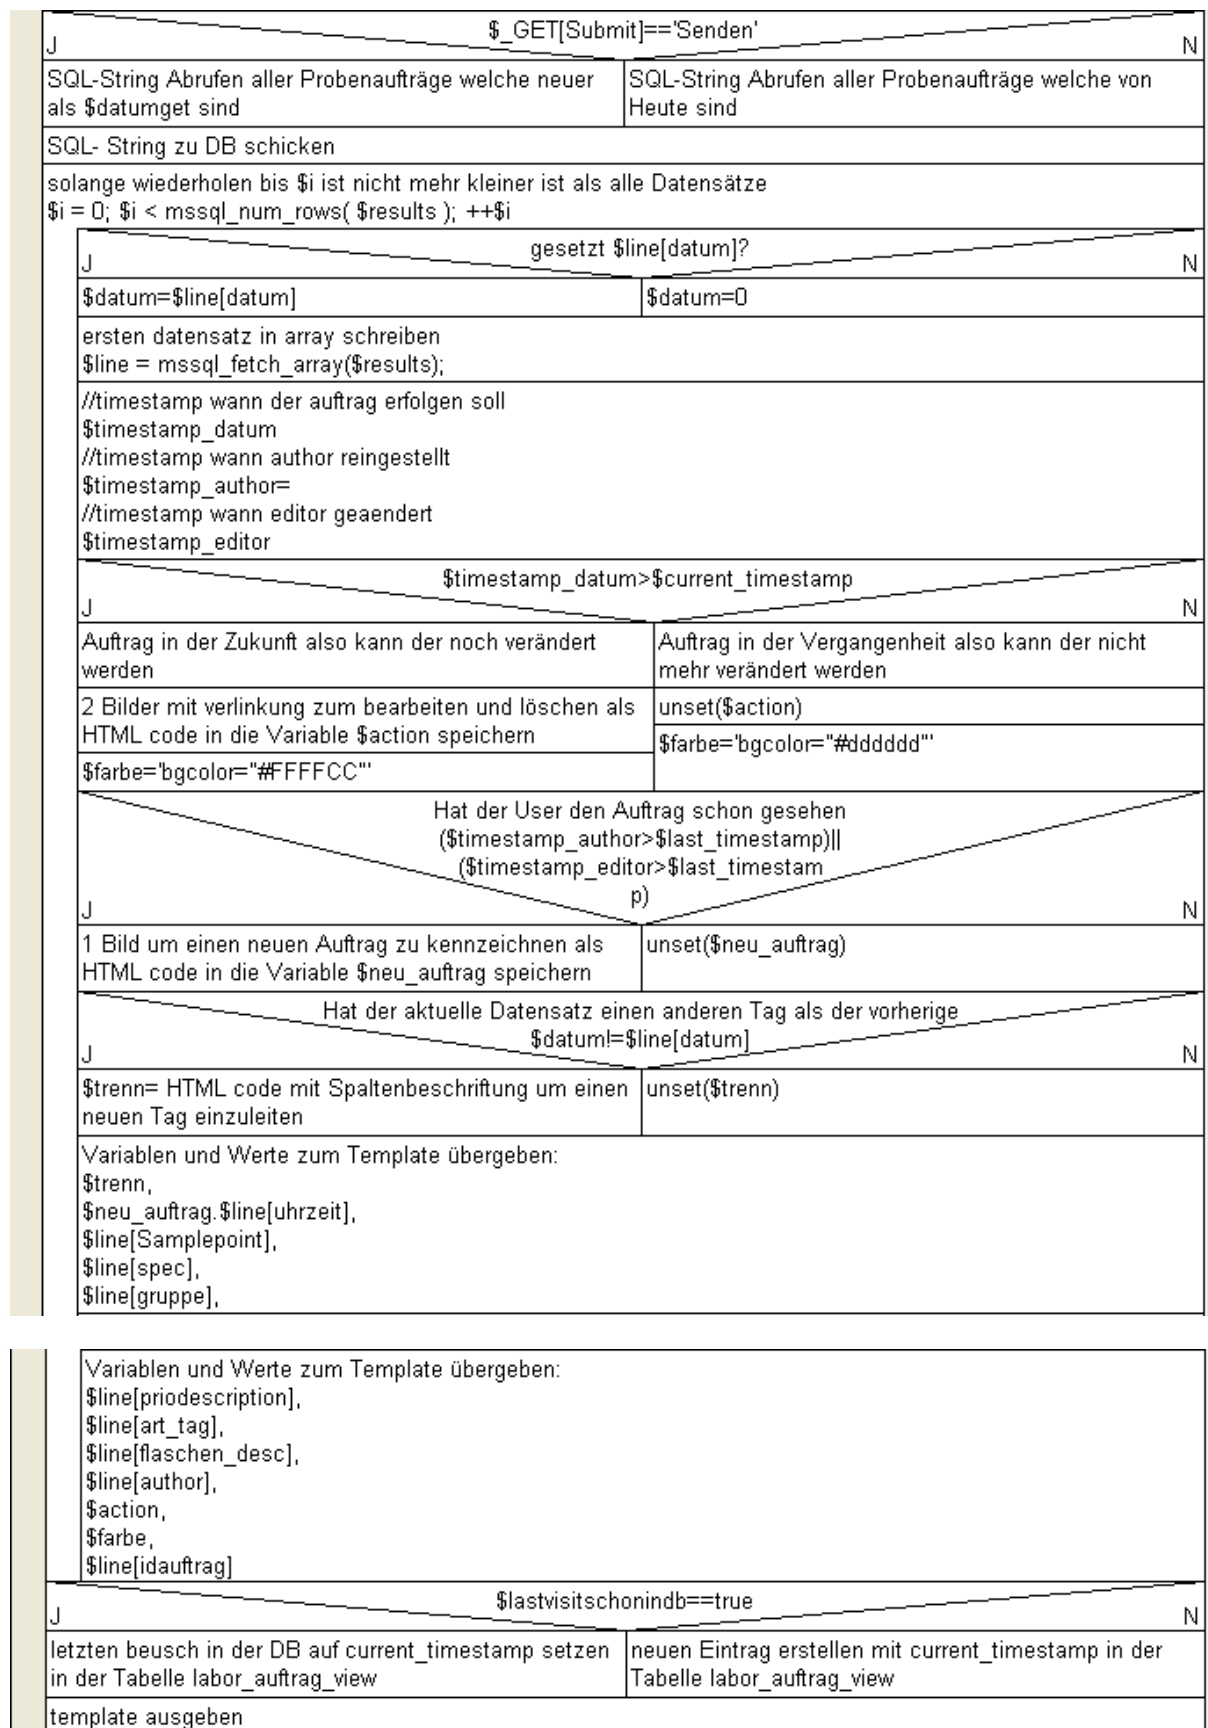 $_GET[Submit]=='Senden'
J
N
SQL-String Abrufen aller Probenaufträge welche neuer
als $datumget sind
SQL-String Abrufen aller Probenaufträge welche von
Heute sind
SQL- String zu DB schicken
solange wiederholen bis $i ist nicht mehr kleiner ist als alle Datensätze
$i = 0; $i < mssql_num_rows( $results ); ++$i
gesetzt $line[datum]?
J
N
$datum=$line[datum]
$datum=0
ersten datensatz in array schreiben
$line = mssql_fetch_array($results);
//timestamp wann der auftrag erfolgen soll
$timestamp_datum
//timestamp wann author reingestellt
$timestamp_author=
//timestamp wann editor geaendert
$timestamp_editor
$timestamp_datum>$current_timestamp
J
N
Auftrag in der Zukunft also kann der noch verändert
werden
Auftrag in der Vergangenheit also kann der nicht
mehr verändert werden
2 Bilder mit verlinkung zum bearbeiten und löschen als
HTML code in die Variable $action speichern
unset($action)
$farbe='bgcolor="#dddddd"'
$farbe='bgcolor="#FFFFCC"'
Hat der User den Auftrag schon gesehen
($timestamp_author>$last_timestamp)||
($timestamp_editor>$last_timestam
p)
J
N
1 Bild um einen neuen Auftrag zu kennzeichnen als
HTML code in die Variable $neu_auftrag speichern
unset($neu_auftrag)
Hat der aktuelle Datensatz einen anderen Tag als der vorherige
$datum!=$line[datum]
J
N
$trenn= HTML code mit Spaltenbeschriftung um einen
neuen Tag einzuleiten
unset($trenn)
Variablen und Werte zum Template übergeben:
$trenn,
$neu_auftrag.$line[uhrzeit],
$line[Samplepoint],
$line[spec],
$line[gruppe],
Variablen und Werte zum Template übergeben:
$line[priodescription],
$line[art_tag],
$line[flaschen_desc],
$line[author],
$action,
$farbe,
$line[idauftrag]
$lastvisitschonindb==true
J
N
letzten beusch in der DB auf current_timestamp setzen
in der Tabelle labor_auftrag_view
neuen Eintrag erstellen mit current_timestamp in der
Tabelle labor_auftrag_view
template ausgeben